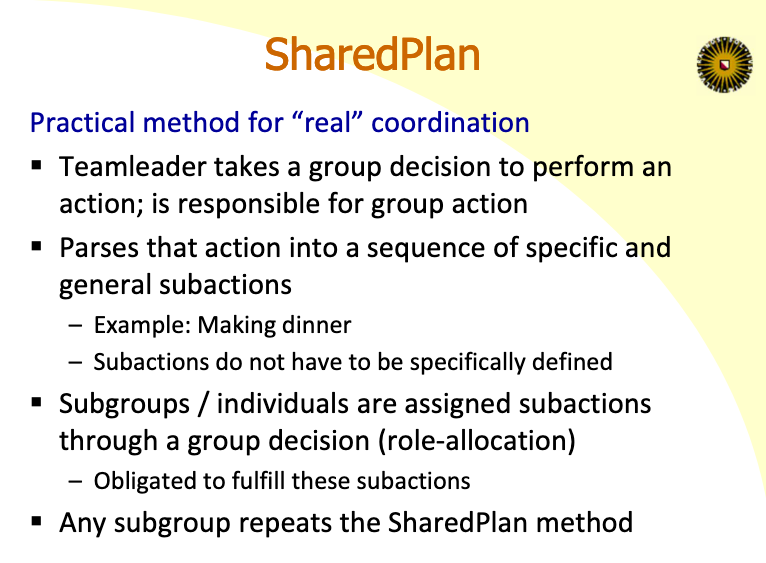 SharedPlan
Practical method for “real” coordination
▪ Teamleader takes a group decision to perform an
action; is responsible for group action
▪ Parses that action into a sequence of specific and
general subactions
– Example: Making dinner
– Subactions do not have to be specifically defined
▪ Subgroups / individuals are assigned subactions
through a group decision (role-allocation)
– Obligated to fulfill these subactions
▪ Any subgroup repeats the SharedPlan method